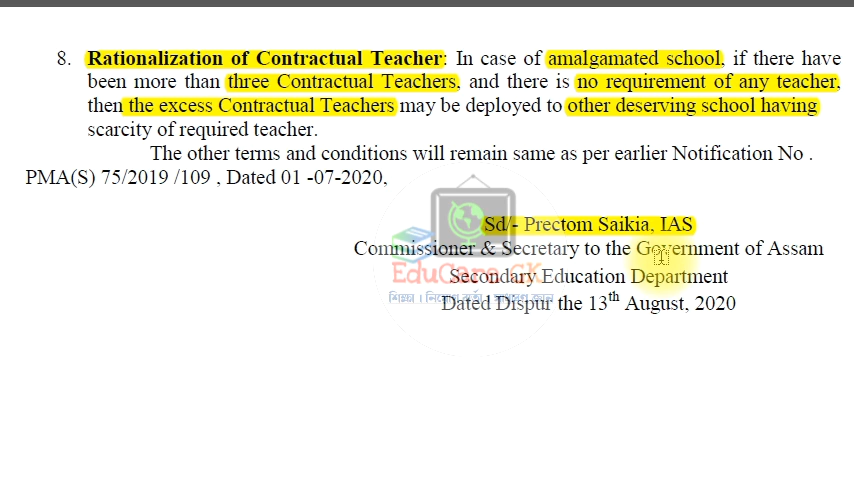 8. Rationalization of Contractual Teacher: In case of amalgamated school, if there have
been more than three Contractual Teachers, and there is no requirement of any teacher,
then the excess Contractual Teachers may be deployed to other deserving school having
scarcity of required teacher.
The other terms and conditions will remain same as per earlier Notification No .
PMA(S) 75/2019 /109 , Dated 01 -07-2020,
Sd/- Preetom Saikia, IAS
Commissioner & Secretary to the Government of Assam
EduCare GK
Secondary Education Department
শিক্ষা । নিয়োগ বাৰ্তা । সাধাৰণ জ্ঞান
Dated Dispur the 13th August, 2020